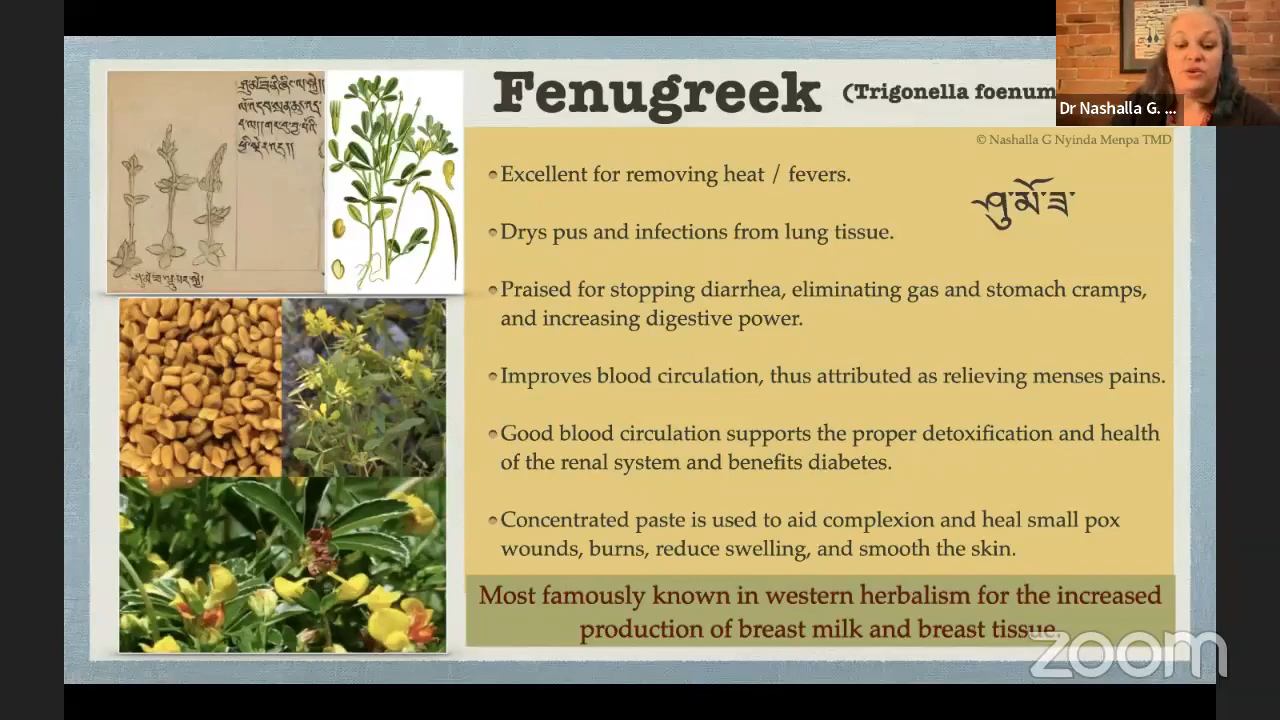 Fenugreek (Trigonella foenum
Dr Nashalla G. ...
© Nashalla G Nyinda Menpa TMD
ཤུ་མོ་ཟ་
•Excellent for removing heat / fevers.
•Drys pus and infections from lung tissue.
•Praised for stopping diarrhea, eliminating gas and stomach cramps,
and increasing digestive power.
•Improves blood circulation, thus attributed as relieving menses pains.
•Good blood circulation supports the proper detoxification and health
of the renal system and benefits diabetes.
•Concentrated paste is used to aid complexion and heal small pox
wounds, burns, reduce swelling, and smooth the skin.
Most famously known in western herbalism for the increased
production of breast milk and breast tissue.
zoom